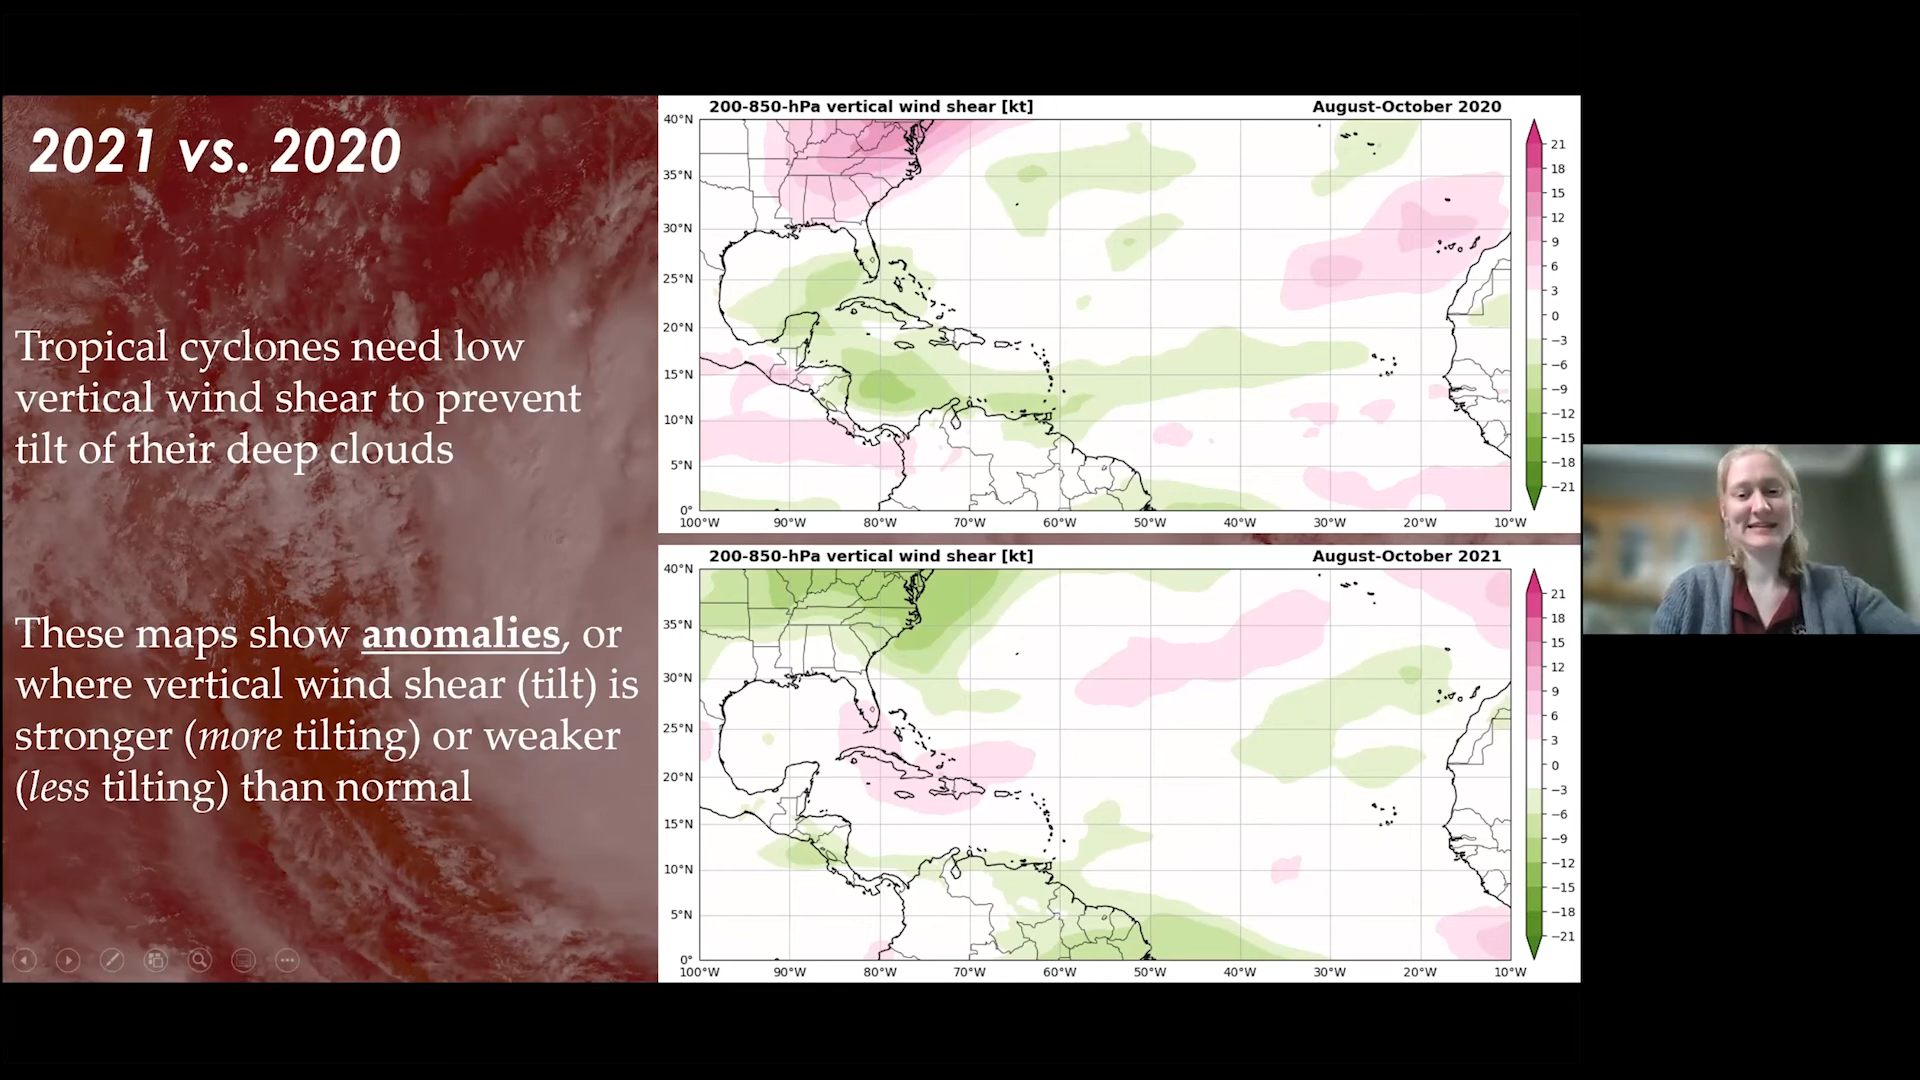 2021 vs. 2020
Tropical cyclones need low
vertical wind shear to prevent
tilt of their deep clouds
These maps show anomalies, or
where vertical wind shear (tilt) is
stronger (more tilting) or weaker
(less tilting) than normal
200-850-hPa vertical wind shear [kt] August-October 2020
40°N
35°N
30°N
25°N
20°N
15°N
10°N
5°N
0°
100°W 90°W 80°W 70°W 60°W 50°W 40°W 30°W 20°W 10°W
21
18
15
12
9
6
3
0
−3
−6
−9
−12
−15
−18
−21
200-850-hPa vertical wind shear [kt] August-October 2021
40°N
35°N
30°N
25°N
20°N
15°N
10°N
5°N
0°
100°W 90°W 80°W 70°W 60°W 50°W 40°W 30°W 20°W 10°W
21
18
15
12
9
6
3
0
−3
−6
−9
−12
−15
−18
−21